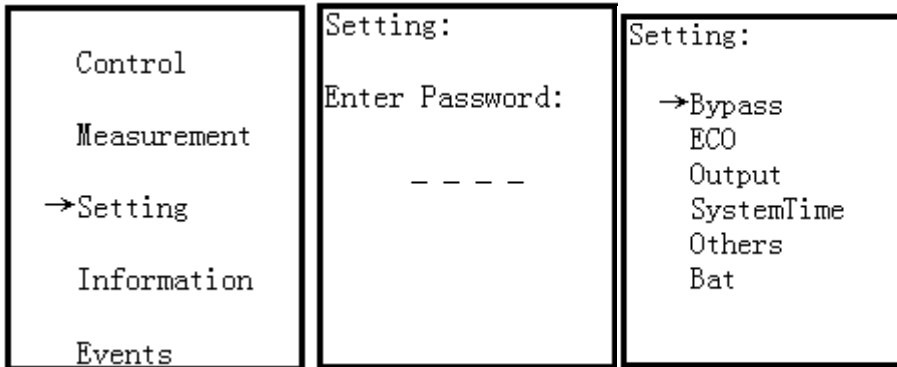 Control
Measurement
→Setting
Information
Events
Setting:
Enter Password:
_ _ _ _
Setting:
→Bypass
ECO
Output
SystemTime
Others
Bat